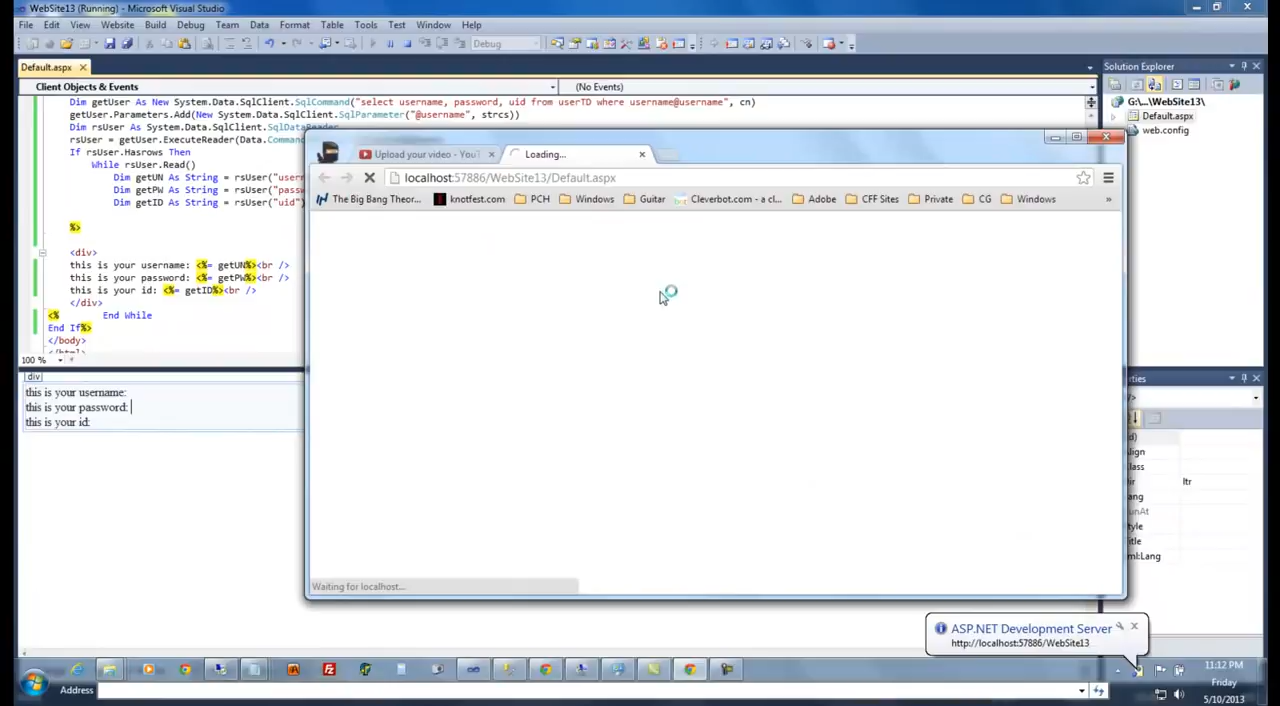 WebSite13 (Running) - Microsoft Visual Studio
File Edit View Website Build Debug Team Data Format Table Tools Test Window Help
Debug
Default.aspx
Solution Explorer
Client Objects & Events
(No Events)
G:\...\WebSite13\
Default.aspx
web.config
Dim getUser As New System.Data.SqlClient.SqlCommand("select username, password, uid from userTD where username@username", cn)
getUser.Parameters.Add(New System.Data.SqlClient.SqlParameter("@username", strcs))
Dim rsUser As System.Data.SqlClient.SqlDataReader
rsUser = getUser.ExecuteReader(Data.Comman
If rsUser.Hasrows Then
While rsUser.Read()
Dim getUN As String = rsUser("usern
Dim getPW As String = rsUser("passw
Dim getID As String = rsUser("uid")
%>
<div>
this is your username: <%= getUN%><br />
this is your password: <%= getPW%><br />
this is your id: <%= getID%><br />
</div>
<% End While
End If%>
</body>
</html>
100 %
div
this is your username:
this is your password:
this is your id:
Upload your video - YouT
Loading...
localhost:57886/WebSite13/Default.aspx
The Big Bang Theor... knotfest.com PCH Windows Guitar Cleverbot.com - a cl... Adobe CFF Sites Private CG Windows »
Waiting for localhost...
erties
ltr
ml:Lang
ASP.NET Development Server
http://localhost:57886/WebSite13
Address
11:12 PM
Friday
5/10/2013